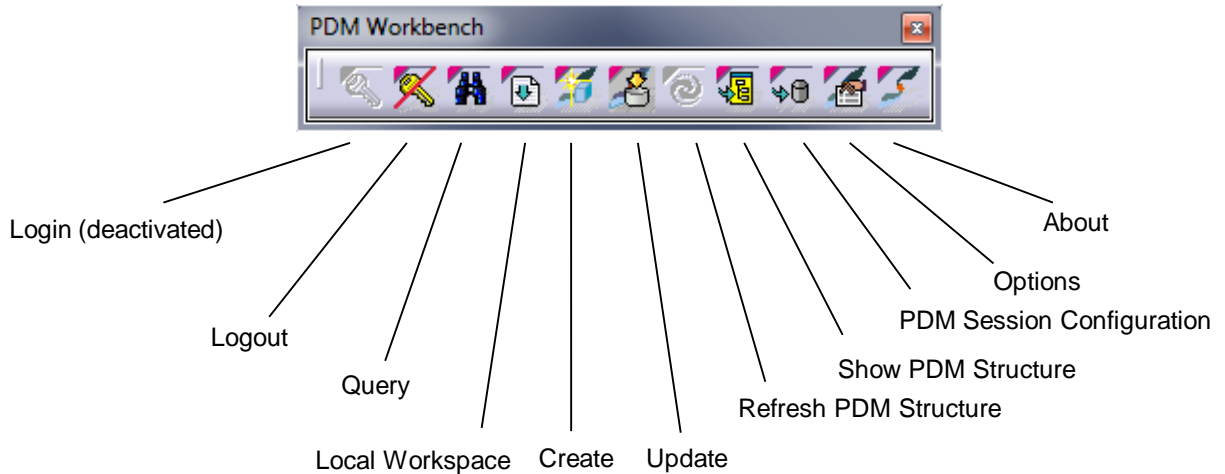 PDM Workbench
Login (deactivated)
Logout
Query
Local Workspace
Create
Update
Refresh PDM Structure
Show PDM Structure
PDM Session Configuration
Options
About